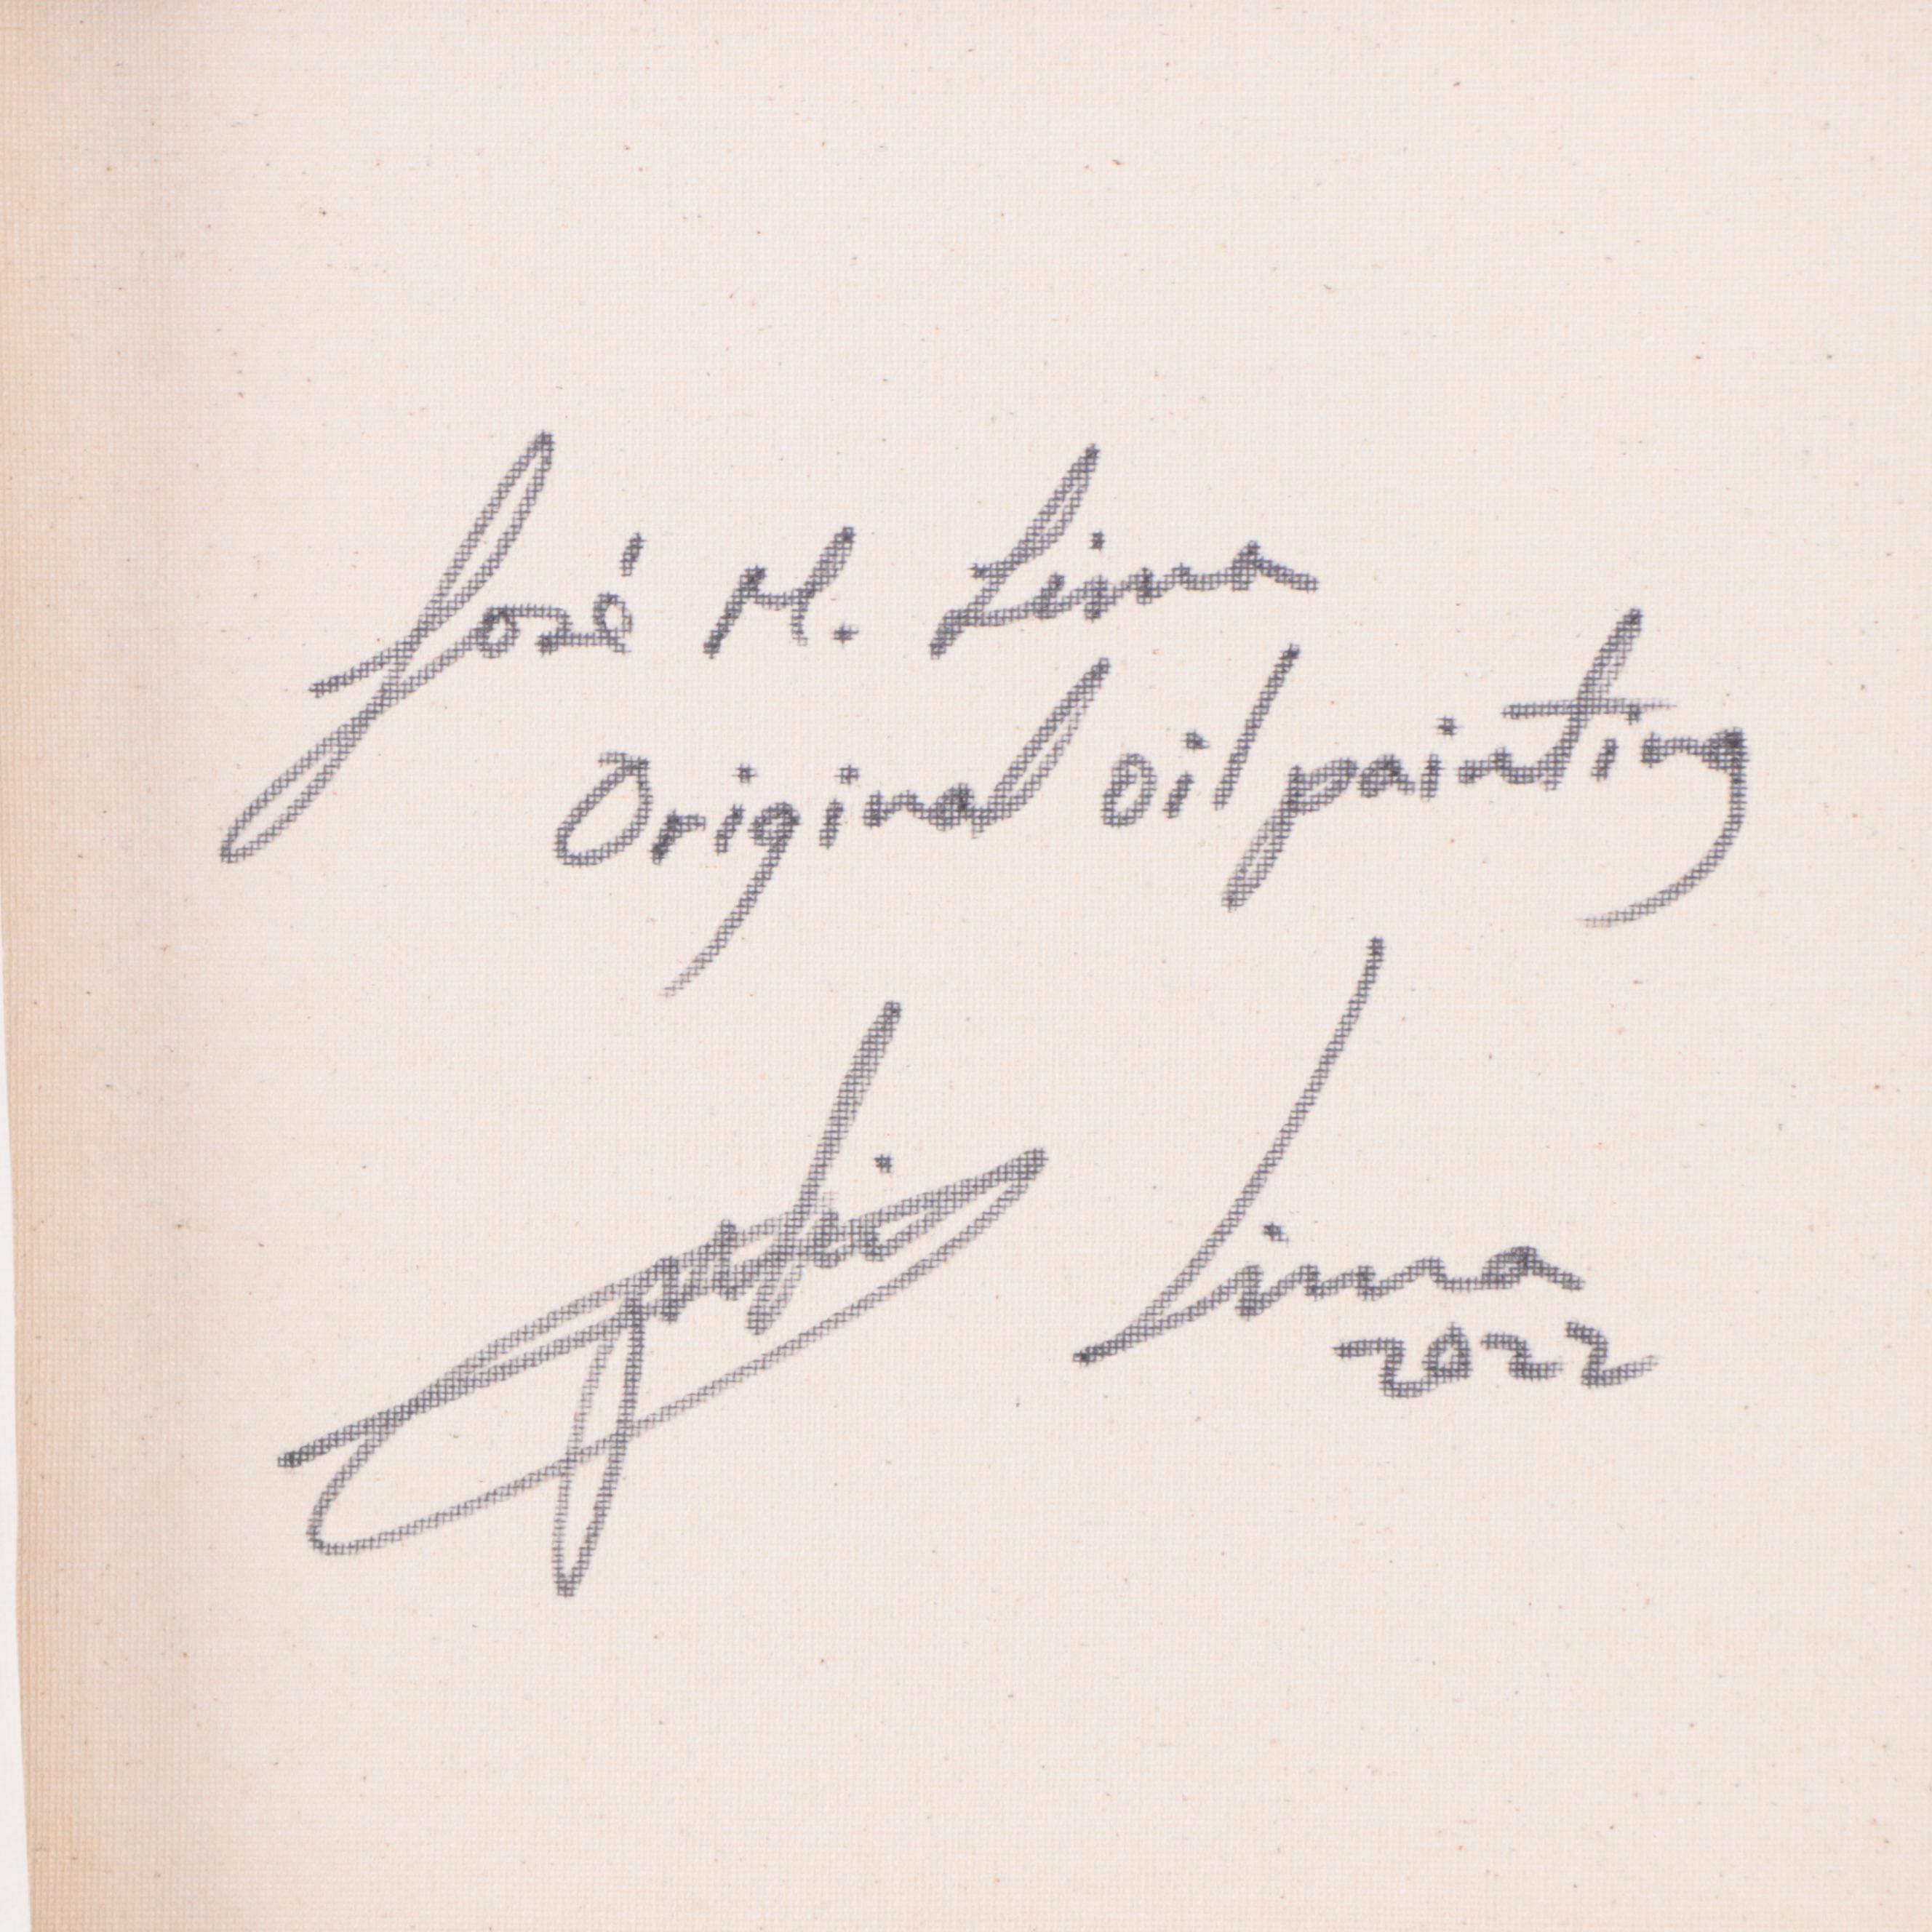 José M. Lima
Original oil painting
Lima
2022